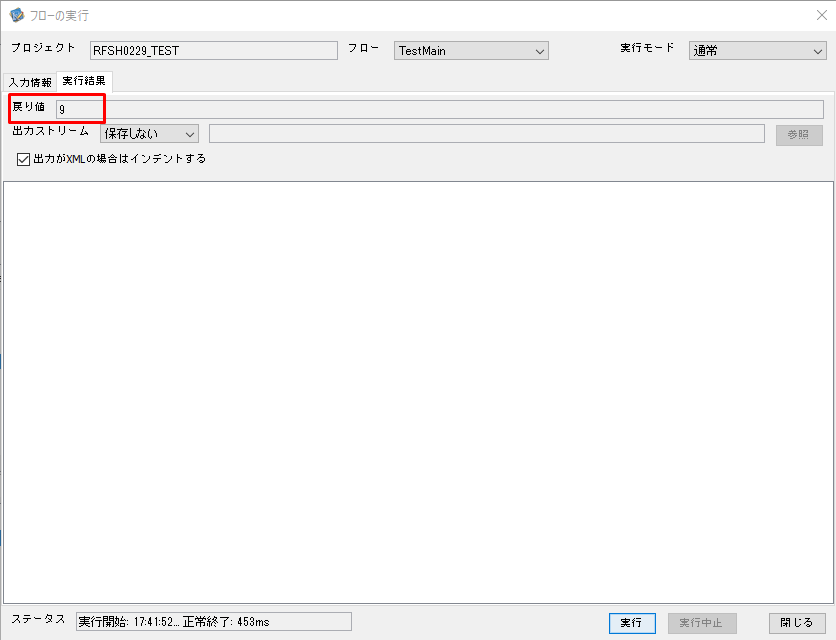 フローの実行
プロジェクト RFSH0229_TEST フロー TestMain 実行モード 通常
入力情報 実行結果
戻り値 9
出力ストリーム 保存しない 参照
出力がXMLの場合はインデントする
ステータス 実行開始: 17:41:52... 正常終了: 453ms 実行 実行中止 閉じる